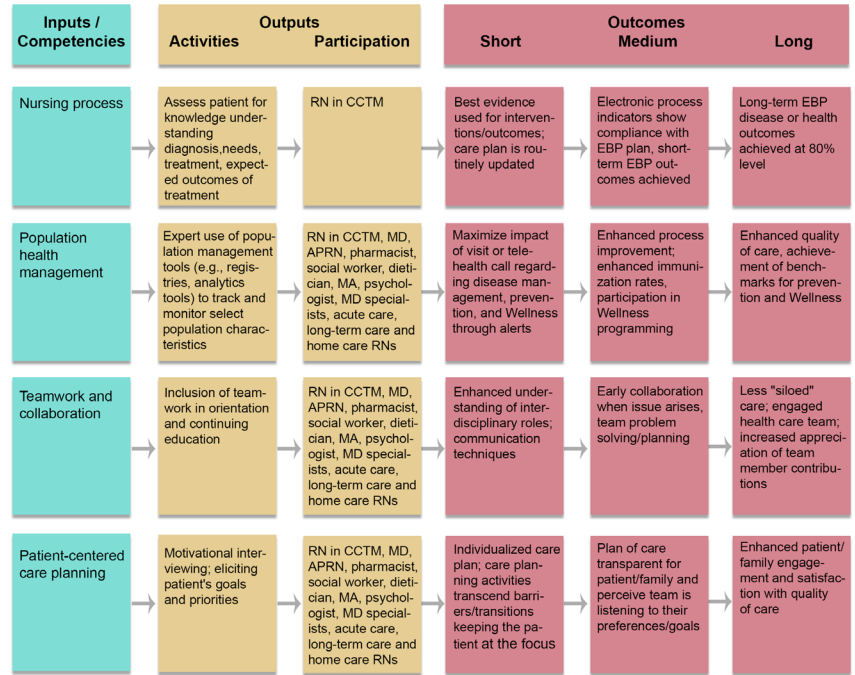 Inputs /
Competencies
Outputs
Activities
Participation
Outcomes
Short
Medium
Long
Nursing process
Assess patient for
knowledge under-
standing
diagnosis,needs,
treatment, expect-
ed outcomes of
treatment
RN in CCTM
Best evidence
used for interven-
tions/outcomes;
care plan is rou-
tinely updated
Electronic process
indicators show
compliance with
EBP plan, short-
term EBP out-
comes achieved
Long-term EBP
disease or health
outcomes
achieved at 80%
level
Population
health
management
Expert use of popu-
lation management
tools (e.g., regis-
tries, analytics
tools) to track and
monitor select
population charac-
teristics
RN in CCTM, MD,
APRN, pharmacist,
social worker, dieti-
cian, MA, psychol-
ogist, MD special-
ists, acute care,
long-term care and
home care RNs
Maximize impact
of visit or tele-
health call regard-
ing disease man-
agement, preven-
tion, and Wellness
through alerts
Enhanced process
improvement;
enhanced immuni-
zation rates,
participation in
Wellness
programming
Enhanced quality
of care, achieve-
ment of bench-
marks for preven-
tion and Wellness
Teamwork and
collaboration
Inclusion of team-
work in orientation
and continuing
education
RN in CCTM, MD,
APRN, pharmacist,
social worker, dieti-
cian, MA, psychol-
ogist, MD special-
ists, acute care,
long-term care and
home care RNs
Enhanced under-
standing of inter-
disciplinary roles;
communication
techniques
Early collaboration
when issue arises,
team problem
solving/planning
Less "siloed"
care; engaged
health care team;
increased appreci-
ation of team
member contribu-
tions
Patient-centered
care planning
Motivational inter-
viewing; eliciting
patient's goals
and priorities
RN in CCTM, MD,
APRN, pharmacist,
social worker, dieti-
cian, MA, psychol-
ogist, MD special-
ists, acute care,
long-term care and
home care RNs
Individualized care
plan; care plan-
ning activities
transcend barri-
ers/transitions
keeping the pa-
tient at the focus
Plan of care
transparent for
patient/family and
perceive team is
listening to their
preferences/goals
Enhanced patient/
family engage-
ment and satisfac-
tion with quality
of care